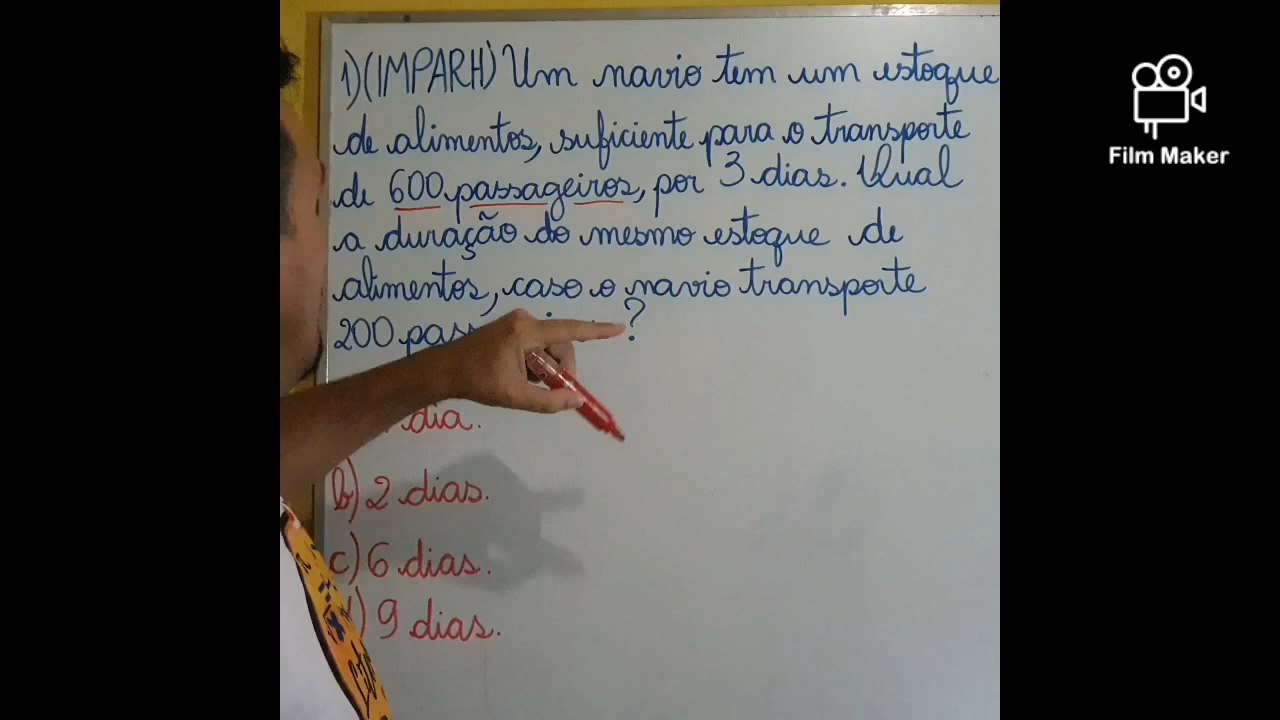 1) (IMPARH) Um navio tem um estoque
de alimentos, suficiente para o transporte
de 600 passageiros, por 3 dias. Qual
a duração do mesmo estoque de
alimentos, caso o navio transporte
200 ?
dia.
b) 2 dias.
c) 6 dias.
d) 9 dias.
Film Maker